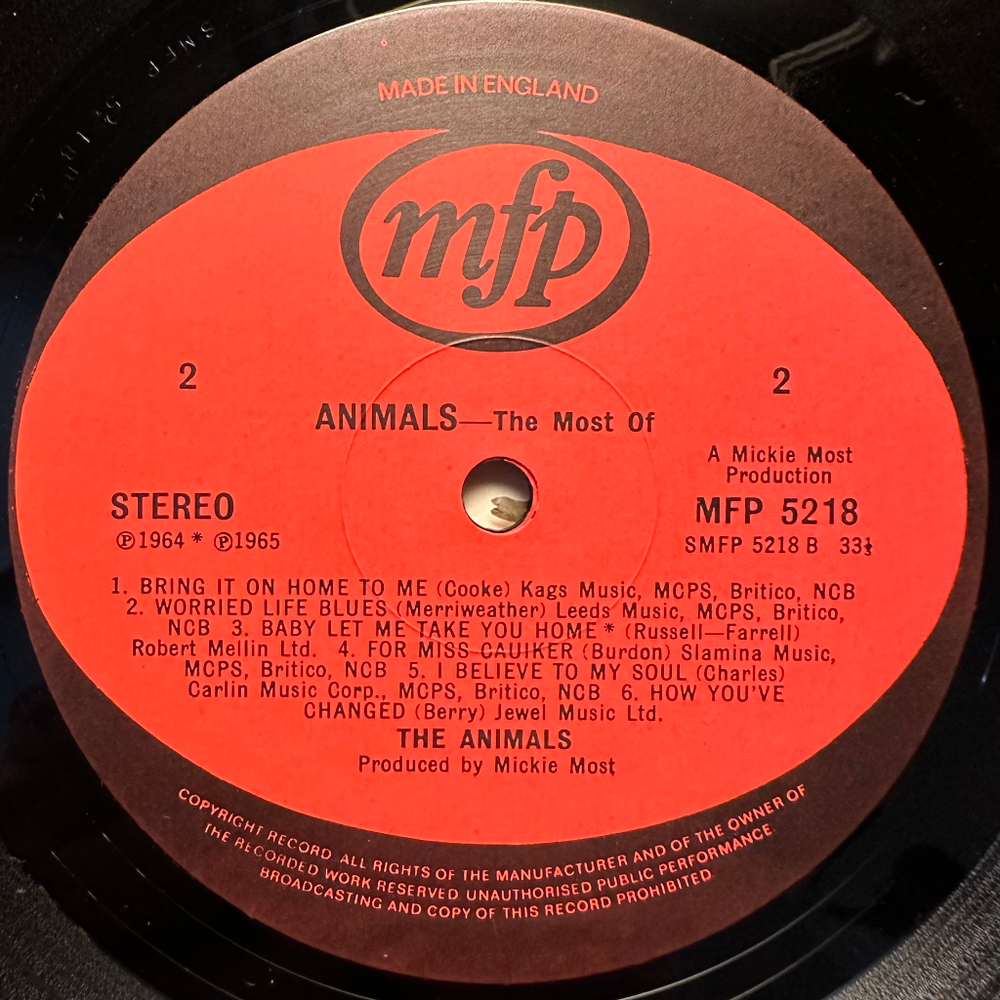 MADE IN ENGLAND
mfp
2
2
ANIMALS—The Most Of
A Mickie Most
Production
STEREO
MFP 5218
℗1964 * ℗1965
SMFP 5218 B 33⅓
1. BRING IT ON HOME TO ME (Cooke) Kags Music, MCPS, Britico, NCB
2. WORRIED LIFE BLUES (Merriweather) Leeds Music, MCPS, Britico,
NCB 3. BABY LET ME TAKE YOU HOME * (Russell—Farrell)
Robert Mellin Ltd. 4. FOR MISS CAUIKER (Burdon) Slamina Music,
MCPS, Britico, NCB 5. I BELIEVE TO MY SOUL (Charles)
Carlin Music Corp., MCPS, Britico, NCB 6. HOW YOU'VE
CHANGED (Berry) Jewel Music Ltd.
THE ANIMALS
Produced by Mickie Most
COPYRIGHT RECORD ALL RIGHTS OF THE MANUFACTURER AND OF THE OWNER OF
THE RECORDED WORK RESERVED UNAUTHORISED PUBLIC PERFORMANCE
BROADCASTING AND COPY OF THIS RECORD PROHIBITED